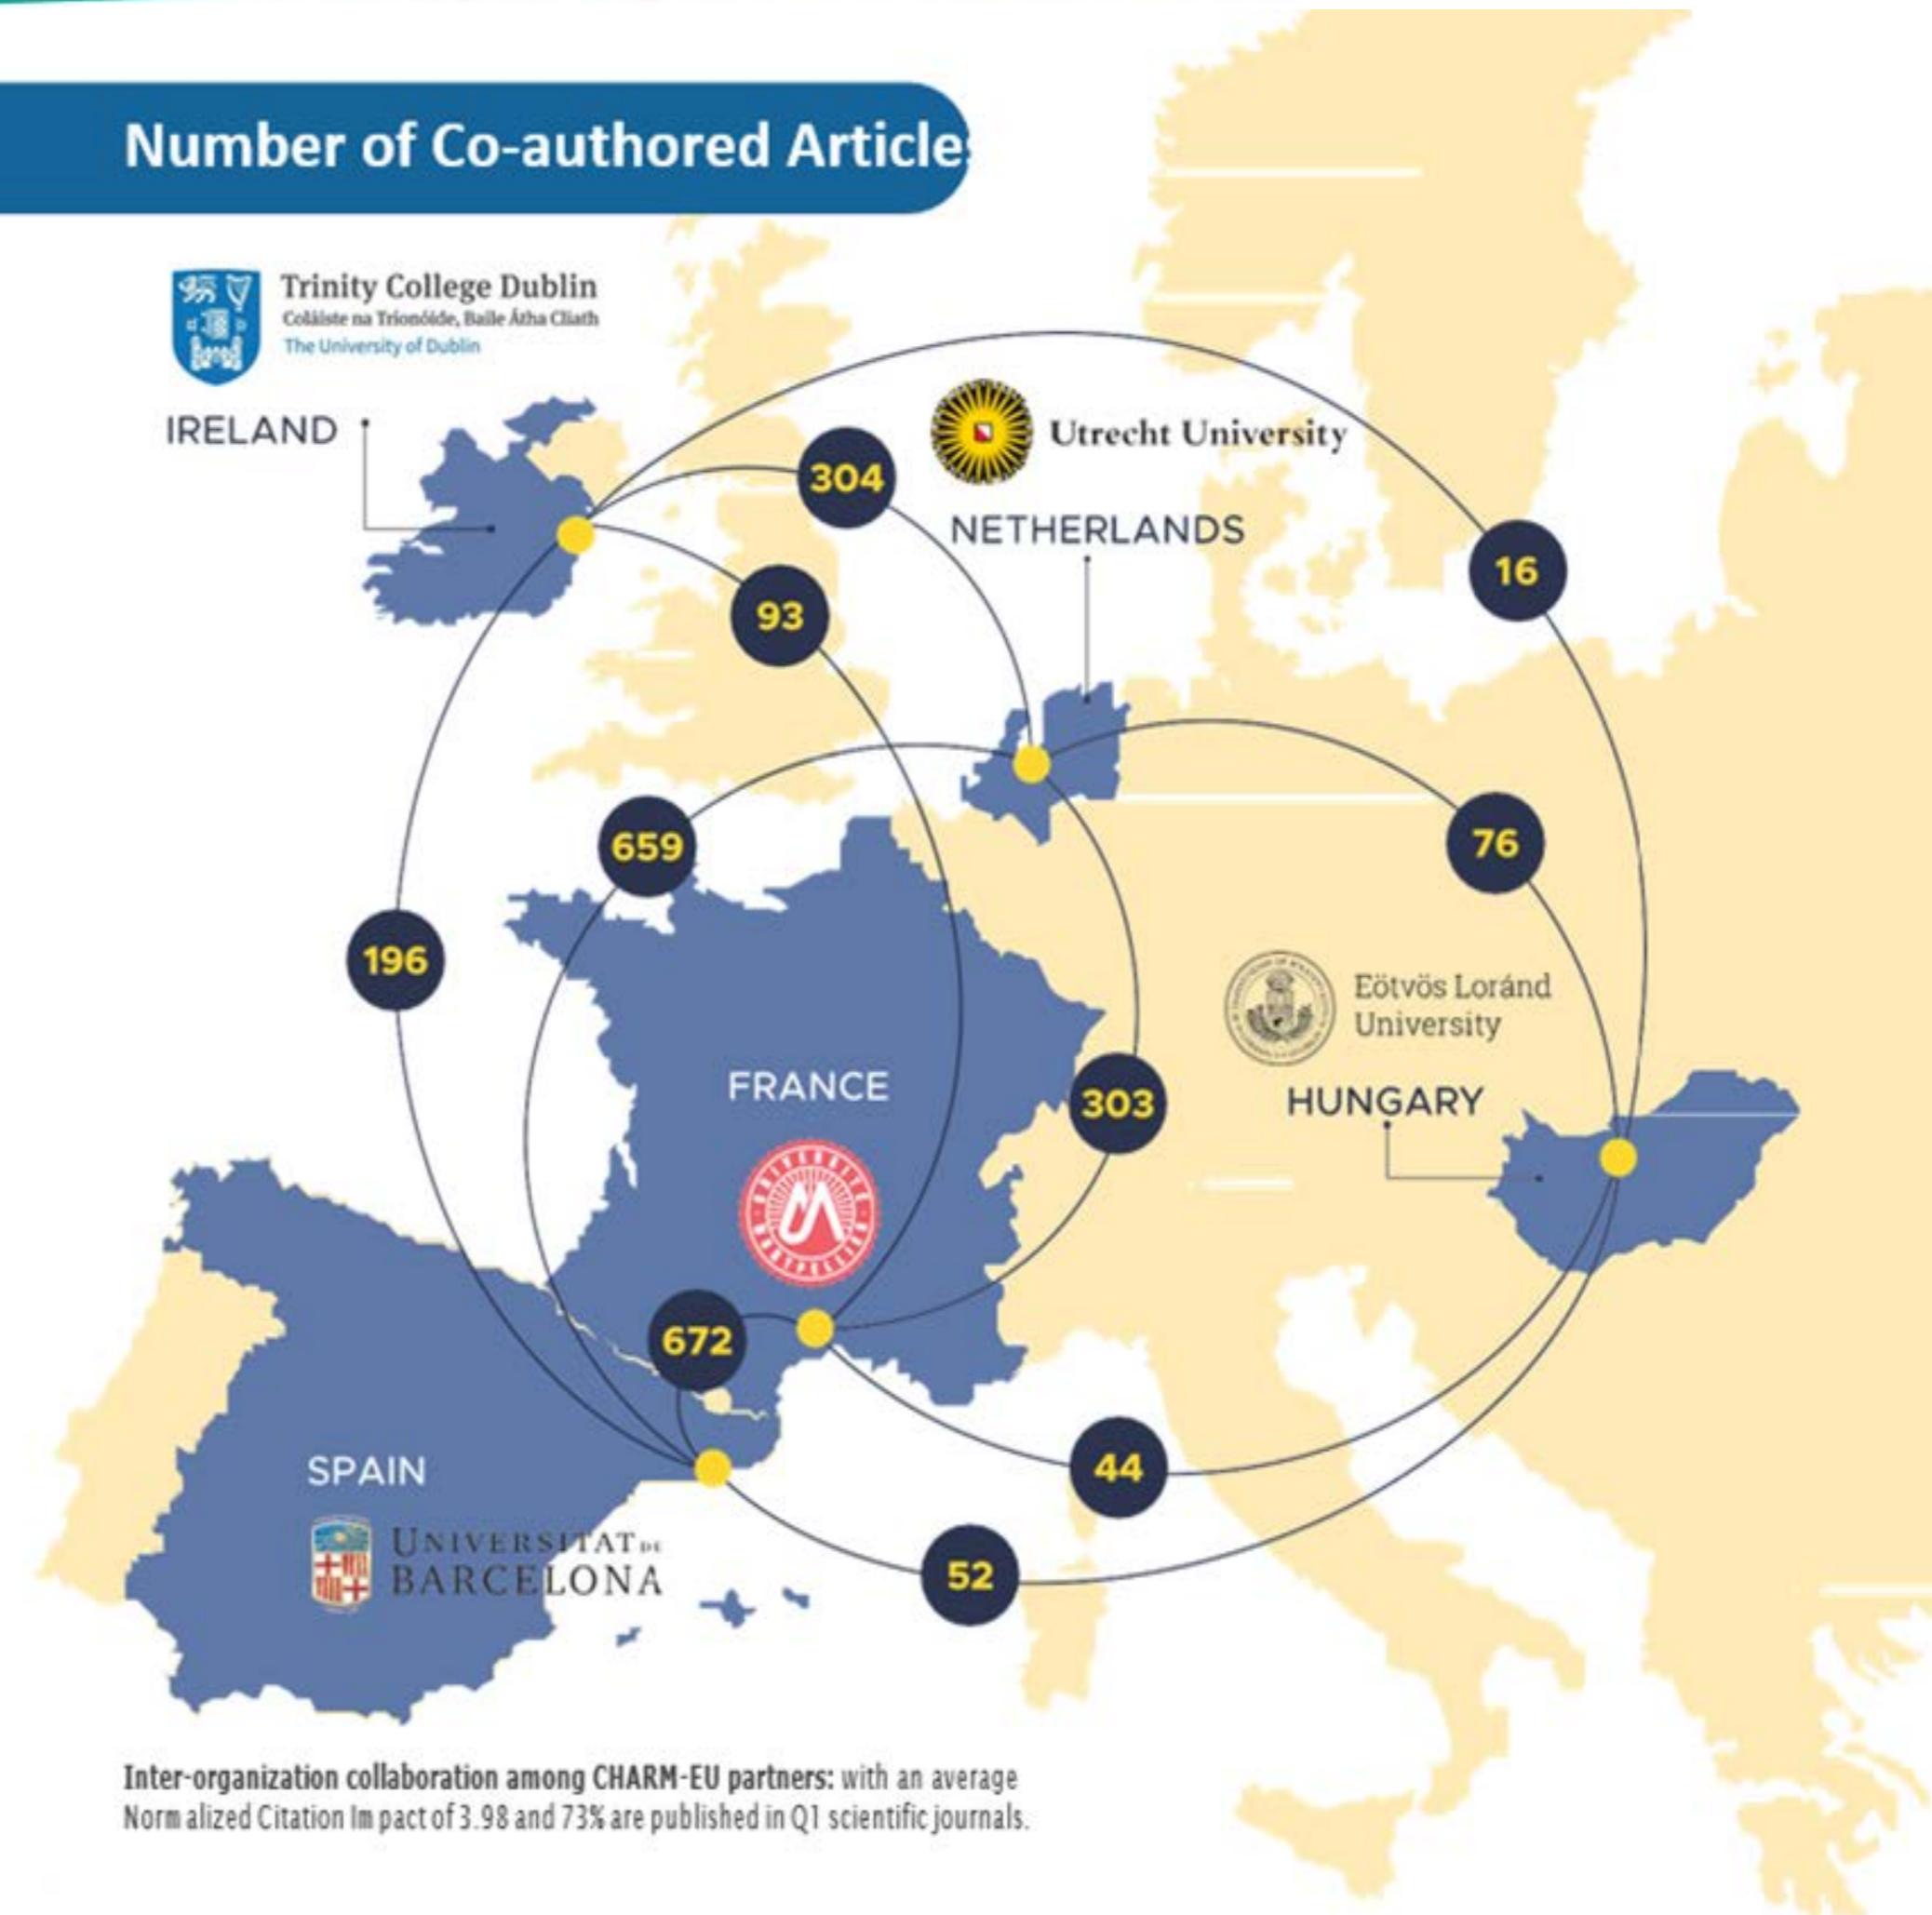 Number of Co-authored Article
Trinity College Dublin
Coláiste na Tríonóide, Baile Átha Cliath
The University of Dublin
IRELAND
304
Utrecht University
NETHERLANDS
16
93
659
76
196
Eötvös Loránd
University
FRANCE
303
HUNGARY
672
44
SPAIN
UNIVERSITAT DE
BARCELONA
52
Inter-organization collaboration among CHARM-EU partners: with an average
Normalized Citation Impact of 3.98 and 73% are published in Q1 scientific journals.